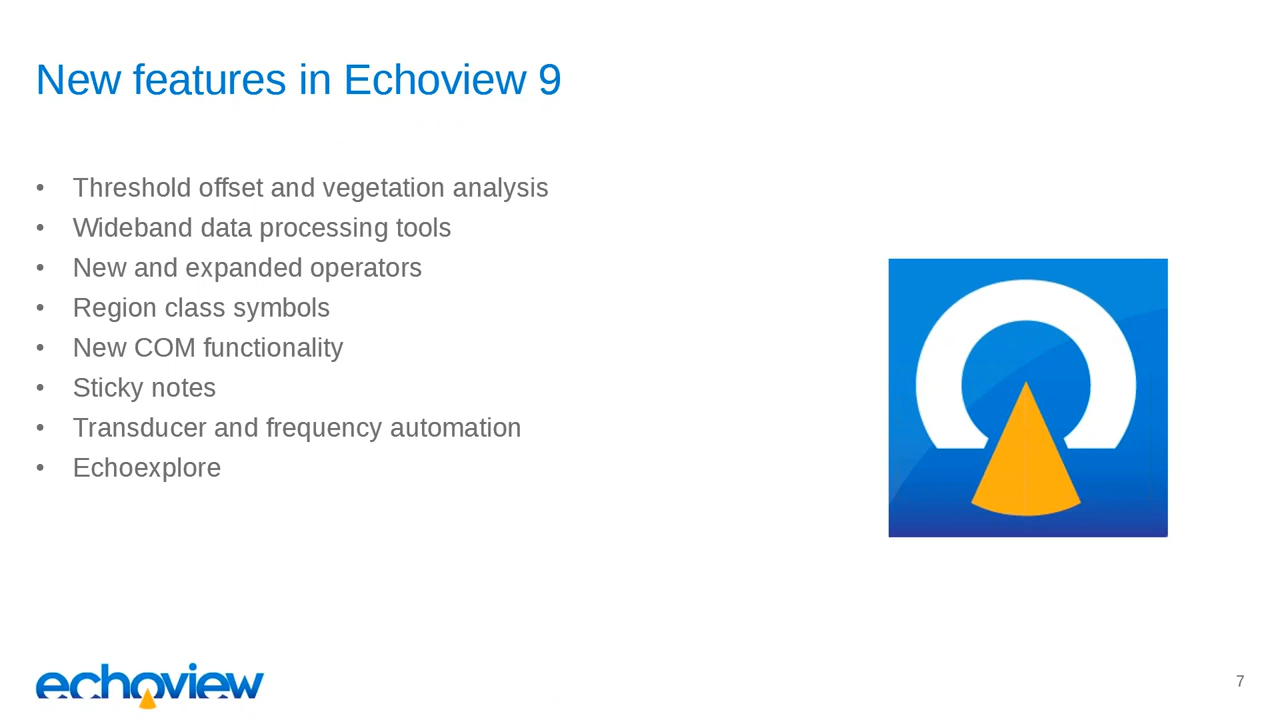 New features in Echoview 9
• Threshold offset and vegetation analysis
• Wideband data processing tools
• New and expanded operators
• Region class symbols
• New COM functionality
• Sticky notes
• Transducer and frequency automation
• Echoexplore
echoview
7